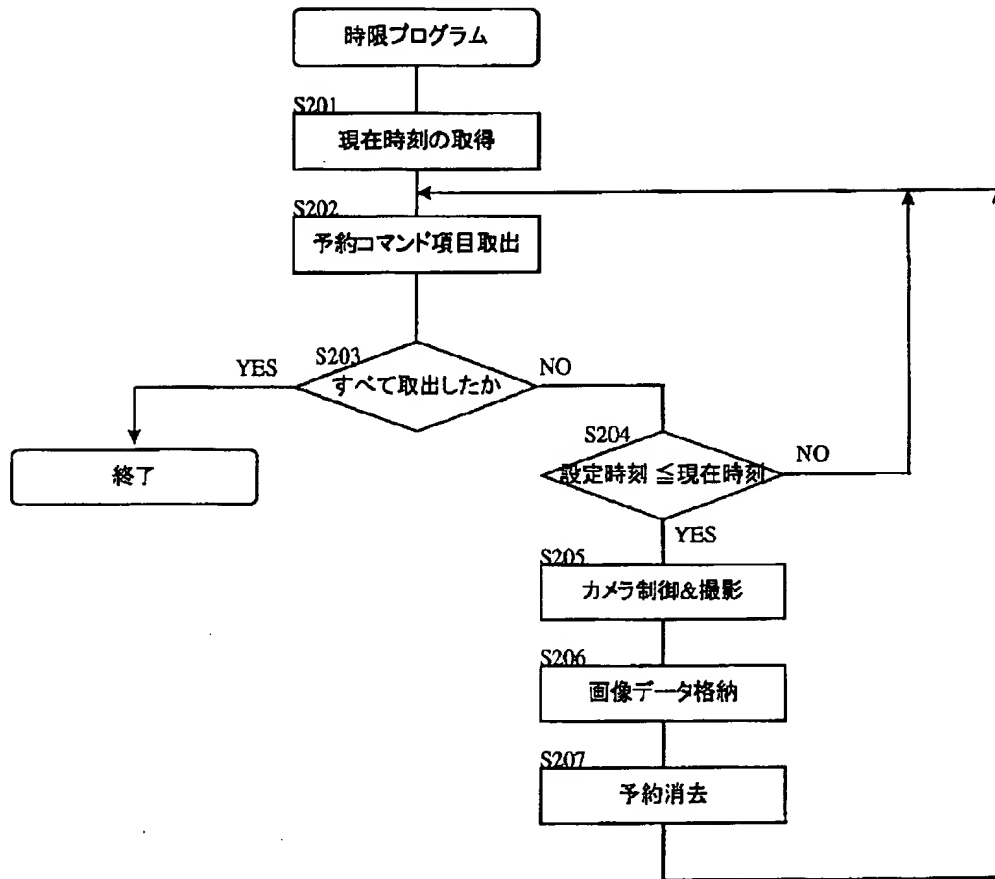 時限プログラム
S201
現在時刻の取得
S202
予約コマンド項目取出
S203
YES
すべて取出したか
NO
終了
S204
設定時刻 ≦現在時刻
NO
YES
S205
カメラ制御&撮影
S206
画像データ格納
S207
予約消去